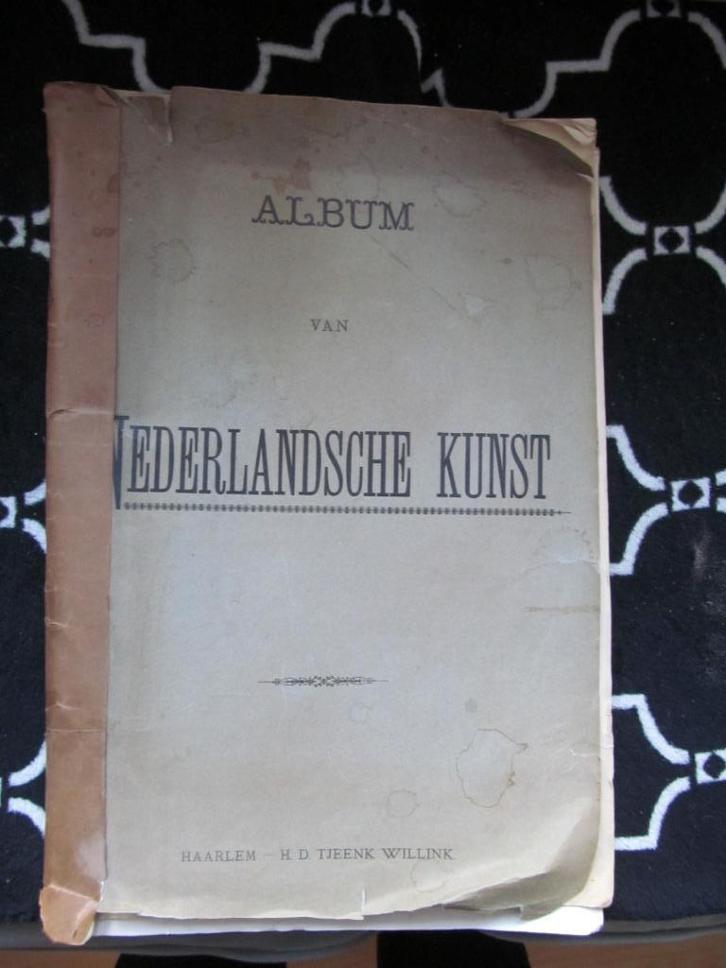 ALBUM
VAN
NEDERLANDSCHE KUNST
HAARLEM — H. D. TJEENK WILLINK.